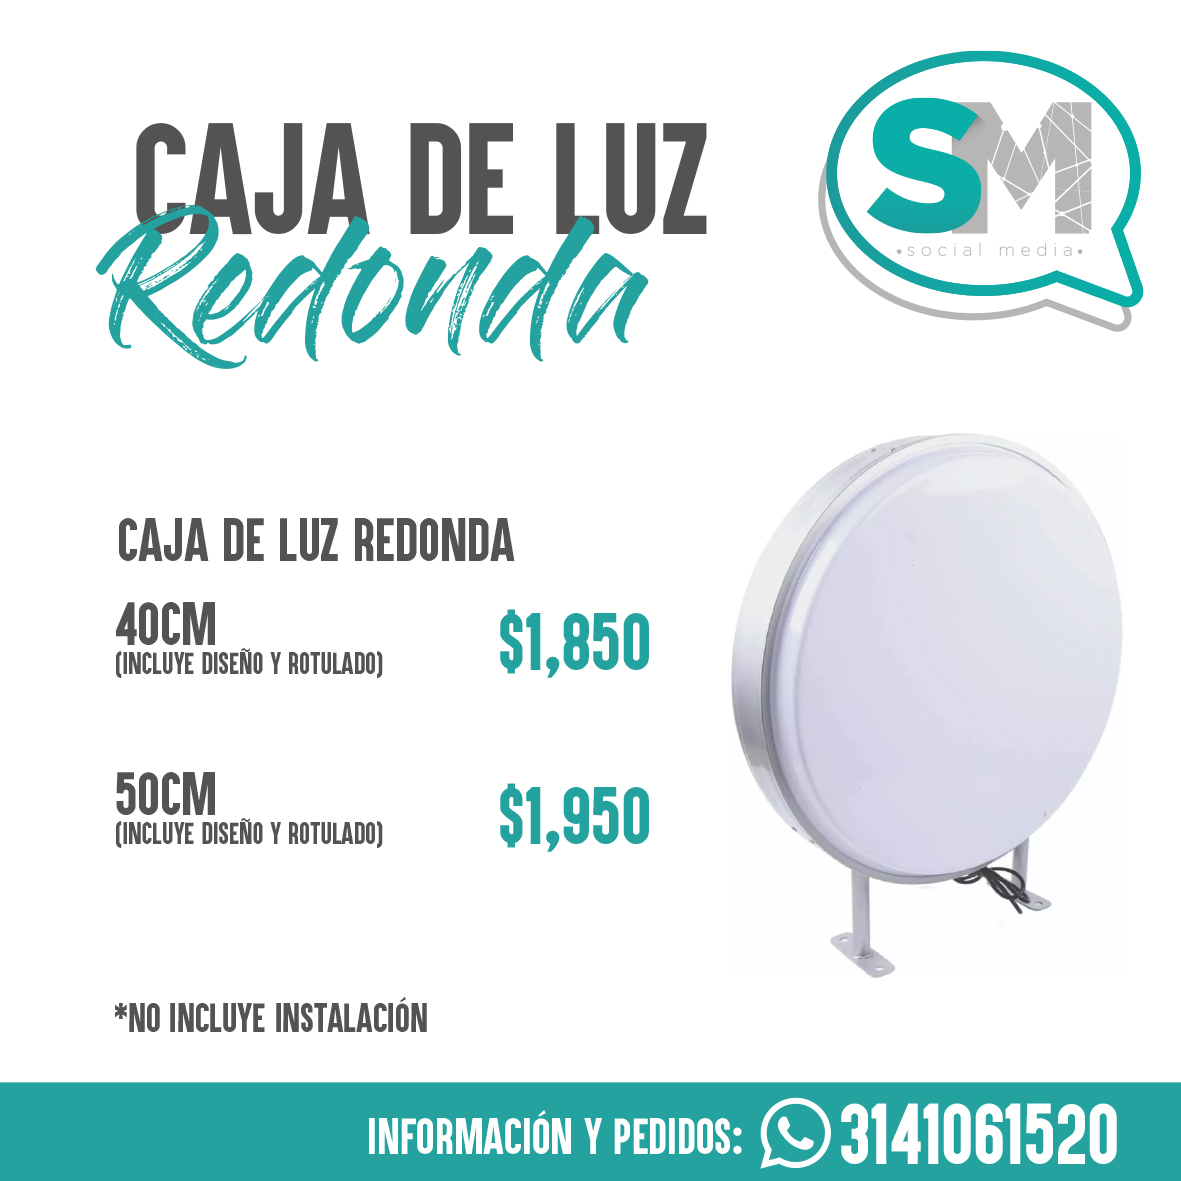 CAJA DE LUZ
Redonda
SM
•social media•
CAJA DE LUZ REDONDA
40CM
(INCLUYE DISEÑO Y ROTULADO)
$1,850
50CM
(INCLUYE DISEÑO Y ROTULADO)
$1,950
*NO INCLUYE INSTALACIÓN
INFORMACIÓN Y PEDIDOS: 3141061520